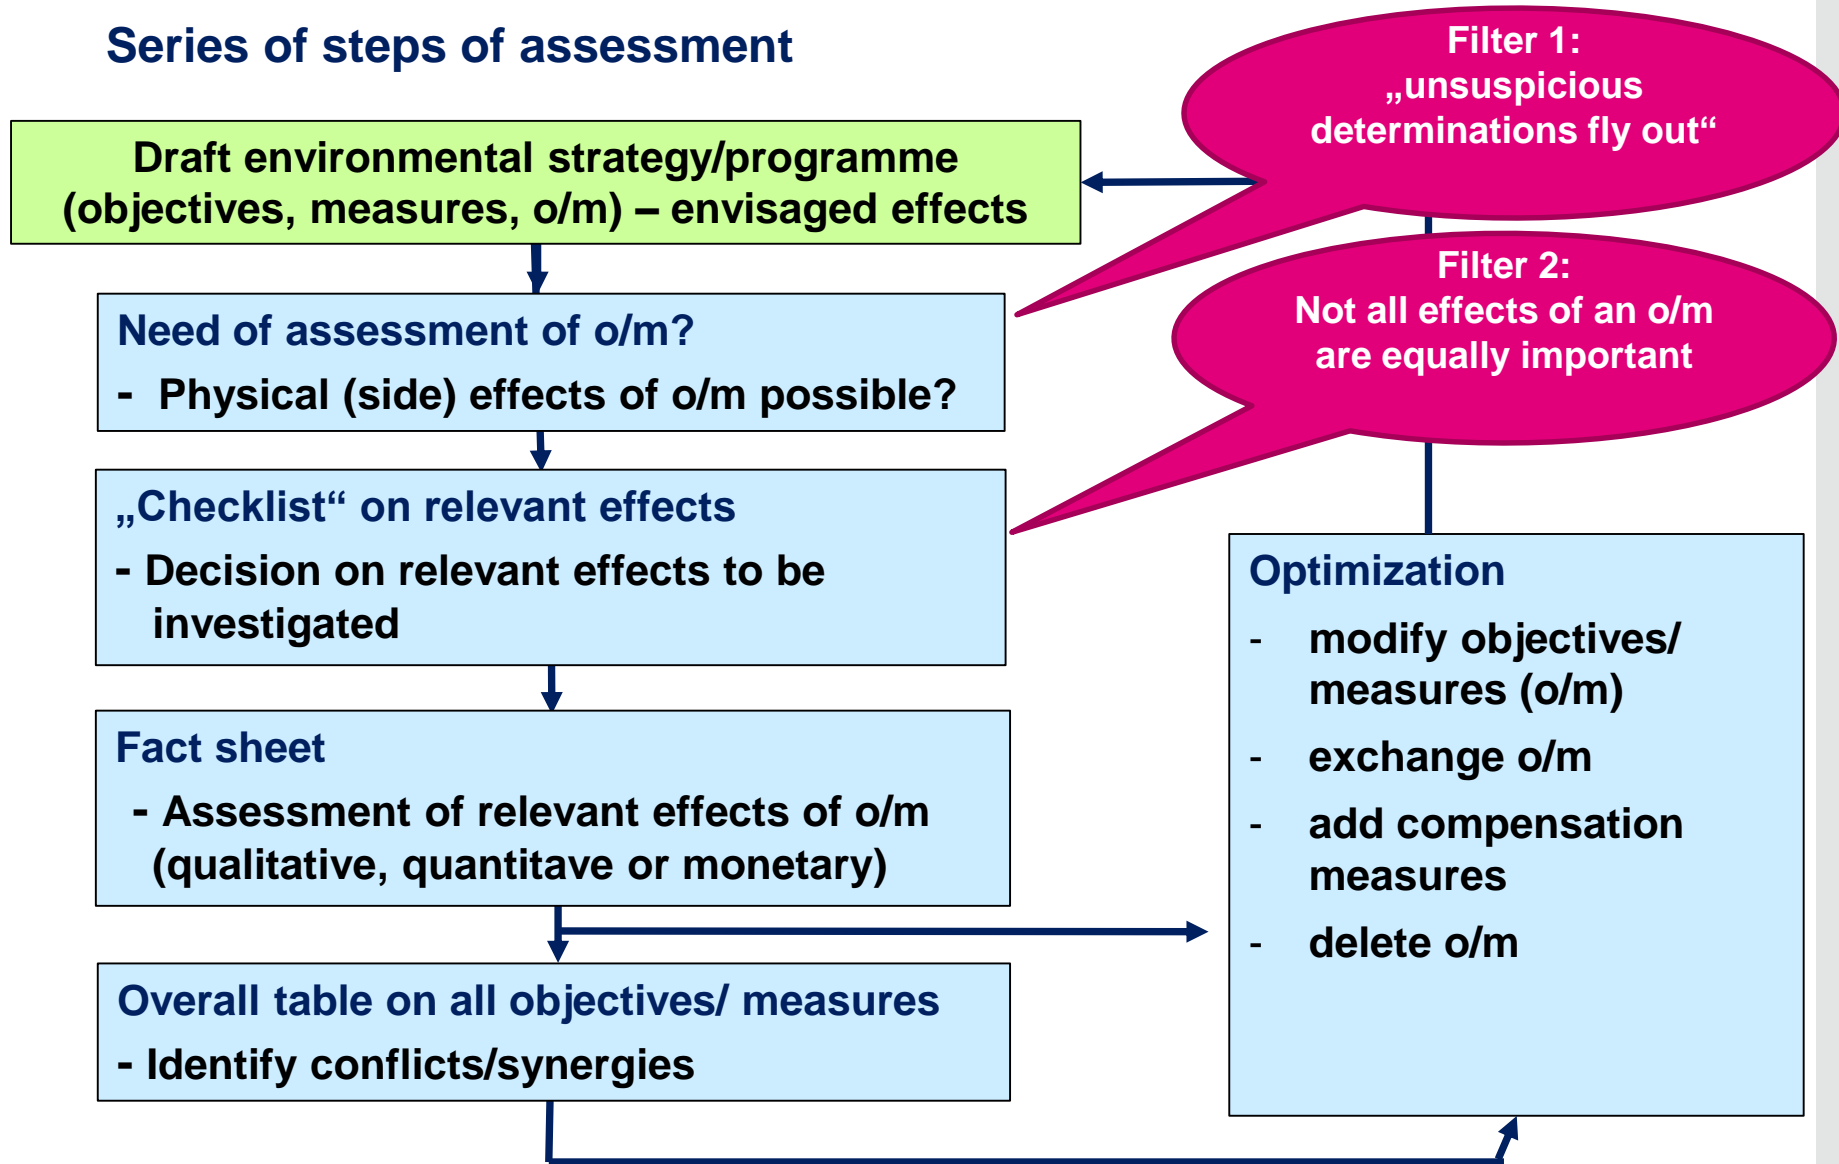 Series of steps of assessment
Filter 1:
„unsuspicious
determinations fly out“
Draft environmental strategy/programme
(objectives, measures, o/m) – envisaged effects
Filter 2:
Not all effects of an o/m
are equally important
Need of assessment of o/m?
- Physical (side) effects of o/m possible?
„Checklist“ on relevant effects
- Decision on relevant effects to be
investigated
Fact sheet
- Assessment of relevant effects of o/m
(qualitative, quantitave or monetary)
Overall table on all objectives/ measures
- Identify conflicts/synergies
Optimization
- modify objectives/
measures (o/m)
- exchange o/m
- add compensation
measures
- delete o/m